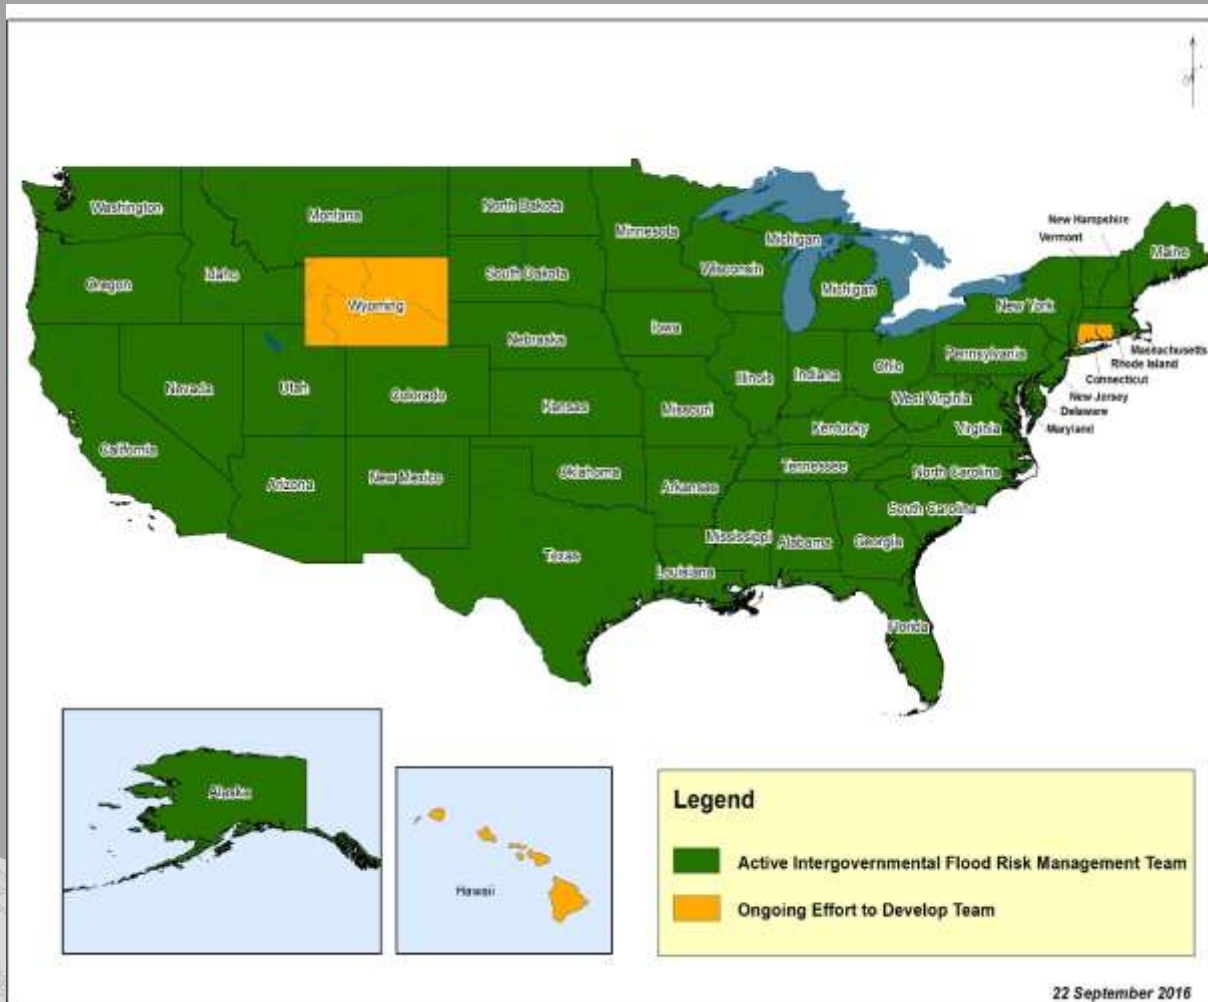 New Hampshire
Vermont
Washington
Montana
North Dakota
Minnesota
Michigan
Maine
Oregon
Idaho
South Dakota
Wisconsin
Michigan
New York
Wyoming
Nebraska
Iowa
Pennsylvania
Massachusetts
Rhode Island
Connecticut
New Jersey
Delaware
Maryland
Nevada
Utah
Colorado
Kansas
Missouri
Illinois
Indiana
Ohio
West Virginia
Virginia
Kentucky
California
Arizona
New Mexico
Oklahoma
Arkansas
Tennessee
North Carolina
South Carolina
Texas
Louisiana
Mississippi
Alabama
Georgia
Florida
Alaska
Hawaii
Legend
Active Intergovernmental Flood Risk Management Team
Ongoing Effort to Develop Team
22 September 2016